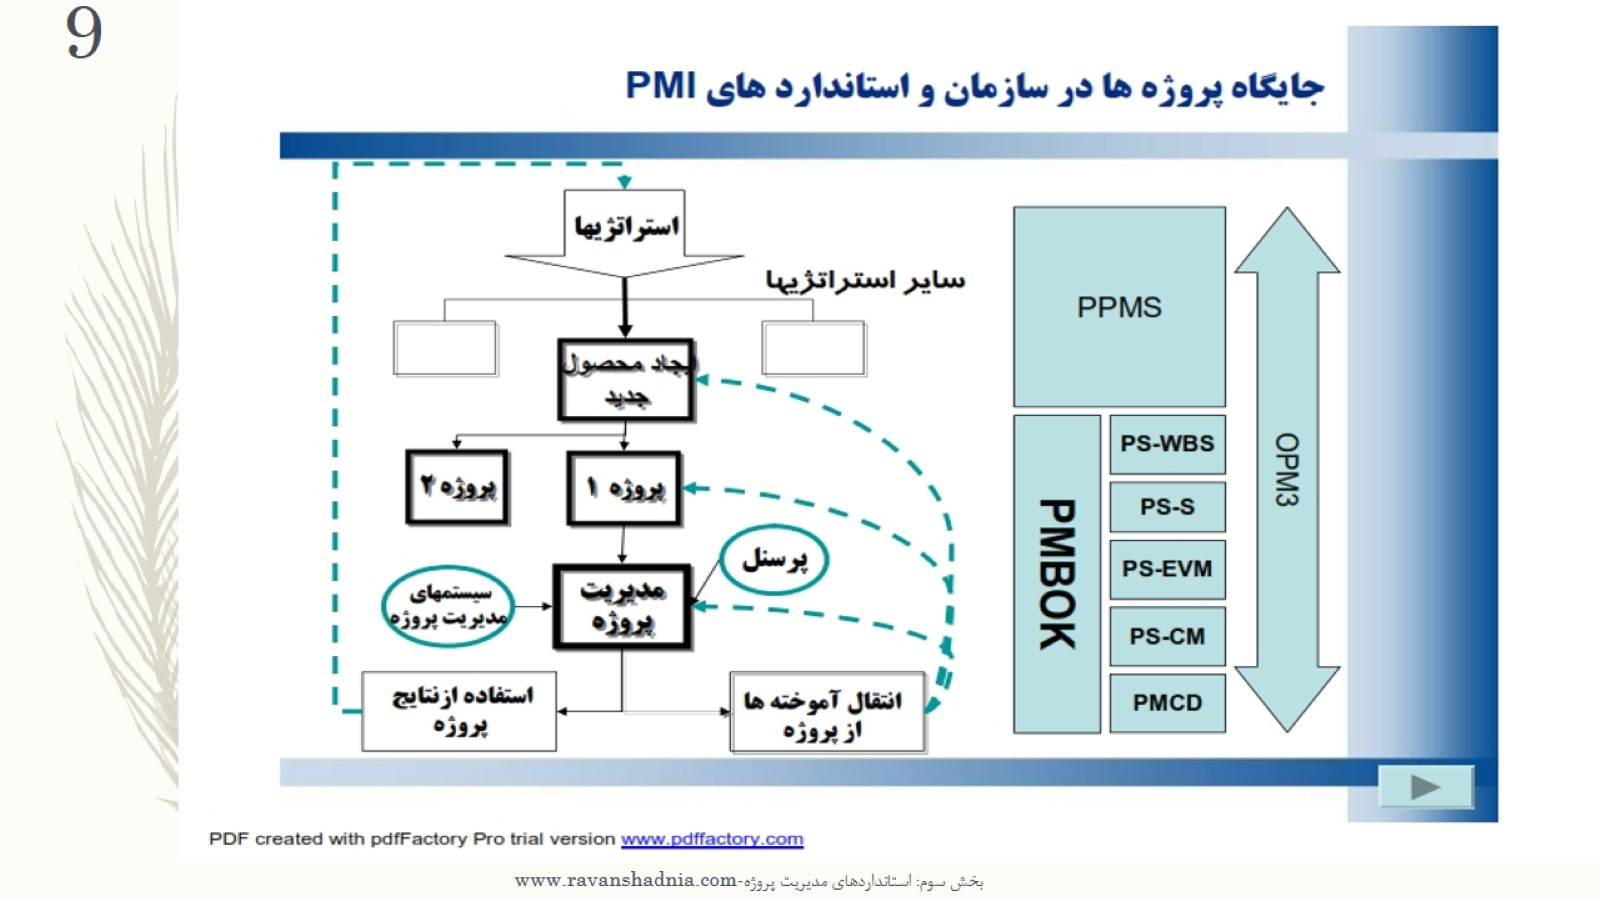 9
جایگاه پروژه ها در سازمان و استاندارد های PMI
استراتژیها
سایر استراتژیها
ایجاد محصول
جدید
پروژه ۱
پروژه ۲
پرسنل
سیستمهای
مدیریت پروژه
مدیریت
پروژه
انتقال آموخته ها
از پروژه
استفاده ازنتایج
پروژه
PPMS
PMBOK
PS-WBS
PS-S
PS-EVM
PS-CM
PMCD
OPM3
PDF created with pdfFactory Pro trial version www.pdffactory.com
بخش سوم: استانداردهای مدیریت پروژه-www.ravanshadnia.com